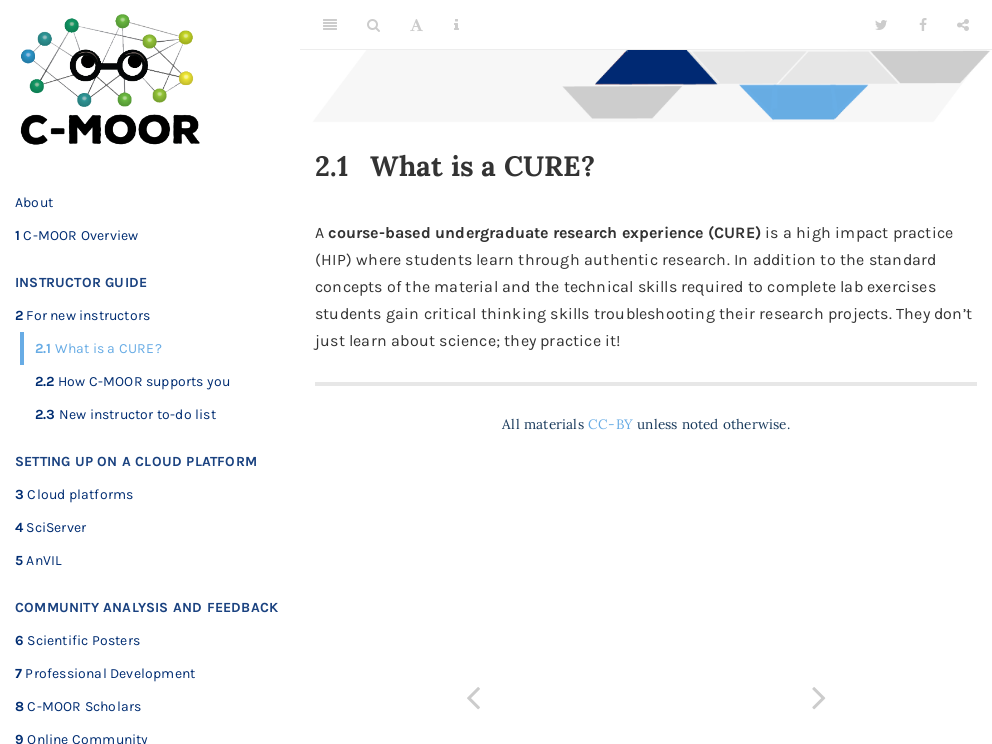 C-MOOR
About
1 C-MOOR Overview
INSTRUCTOR GUIDE
2 For new instructors
2.1 What is a CURE?
2.2 How C-MOOR supports you
2.3 New instructor to-do list
SETTING UP ON A CLOUD PLATFORM
3 Cloud platforms
4 SciServer
5 AnVIL
COMMUNITY ANALYSIS AND FEEDBACK
6 Scientific Posters
7 Professional Development
8 C-MOOR Scholars
9 Online Community
2.1 What is a CURE?
A course-based undergraduate research experience (CURE) is a high impact practice
(HIP) where students learn through authentic research. In addition to the standard
concepts of the material and the technical skills required to complete lab exercises
students gain critical thinking skills troubleshooting their research projects. They don’t
just learn about science; they practice it!
All materials CC-BY unless noted otherwise.